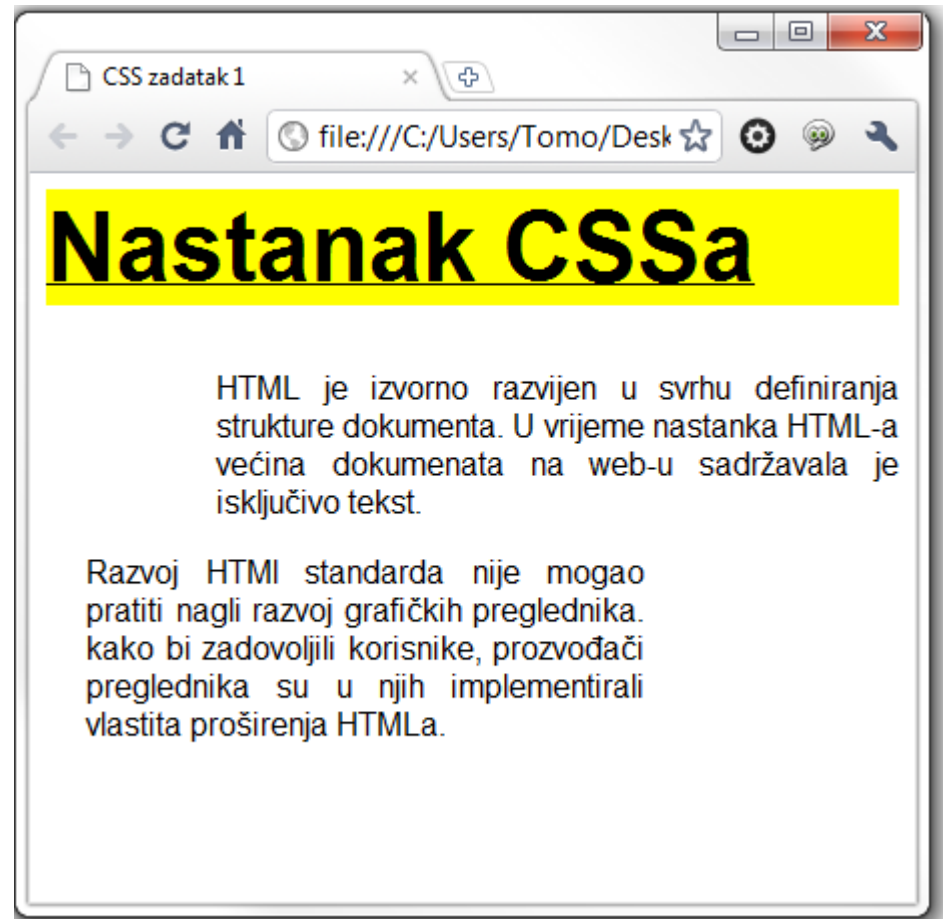 CSS zadatak 1
file:///C:/Users/Tomo/Desk
Nastanak CSSa
HTML je izvorno razvijen u svrhu definiranja
strukture dokumenta. U vrijeme nastanka HTML-a
većina dokumenata na web-u sadržavala je
isključivo tekst.
Razvoj HTMl standarda nije mogao
pratiti nagli razvoj grafičkih preglednika.
kako bi zadovoljili korisnike, prozvođači
preglednika su u njih implementirali
vlastita proširenja HTMLa.